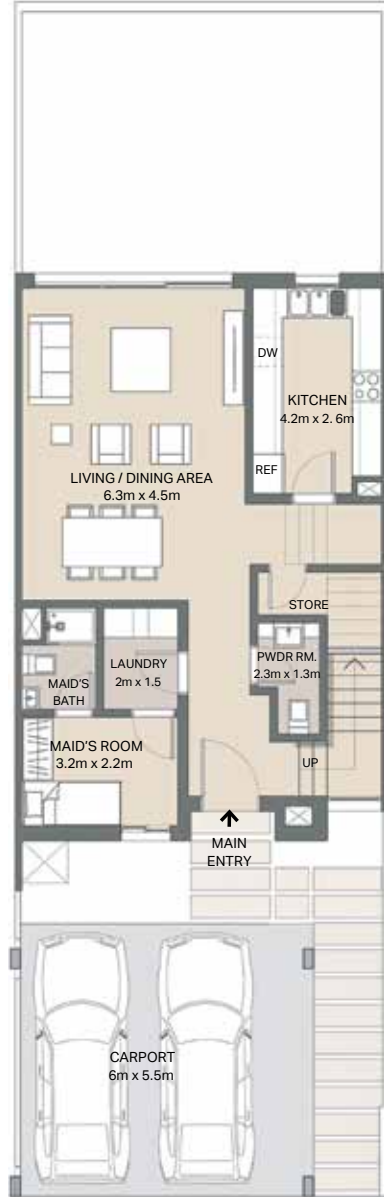 DW
KITCHEN
4.2m x 2. 6m
REF
LIVING / DINING AREA
6.3m x 4.5m
STORE
LAUNDRY
2m x 1.5
PWDR RM.
2.3m x 1.3m
MAID'S
BATH
MAID'S ROOM
3.2m x 2.2m
UP
MAIN
ENTRY
CARPORT
6m x 5.5m